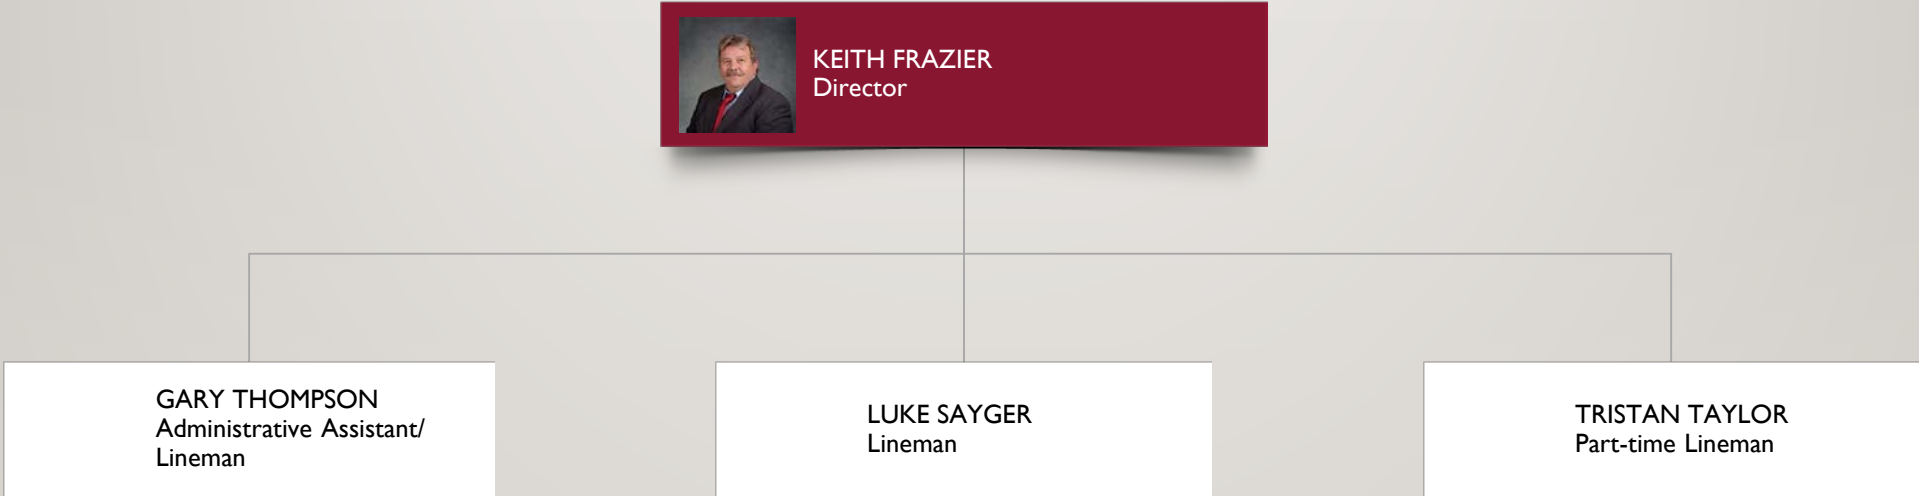 KEITH FRAZIER
Director
GARY THOMPSON
Administrative Assistant/
Lineman
LUKE SAYGER
Lineman
TRISTAN TAYLOR
Part-time Lineman